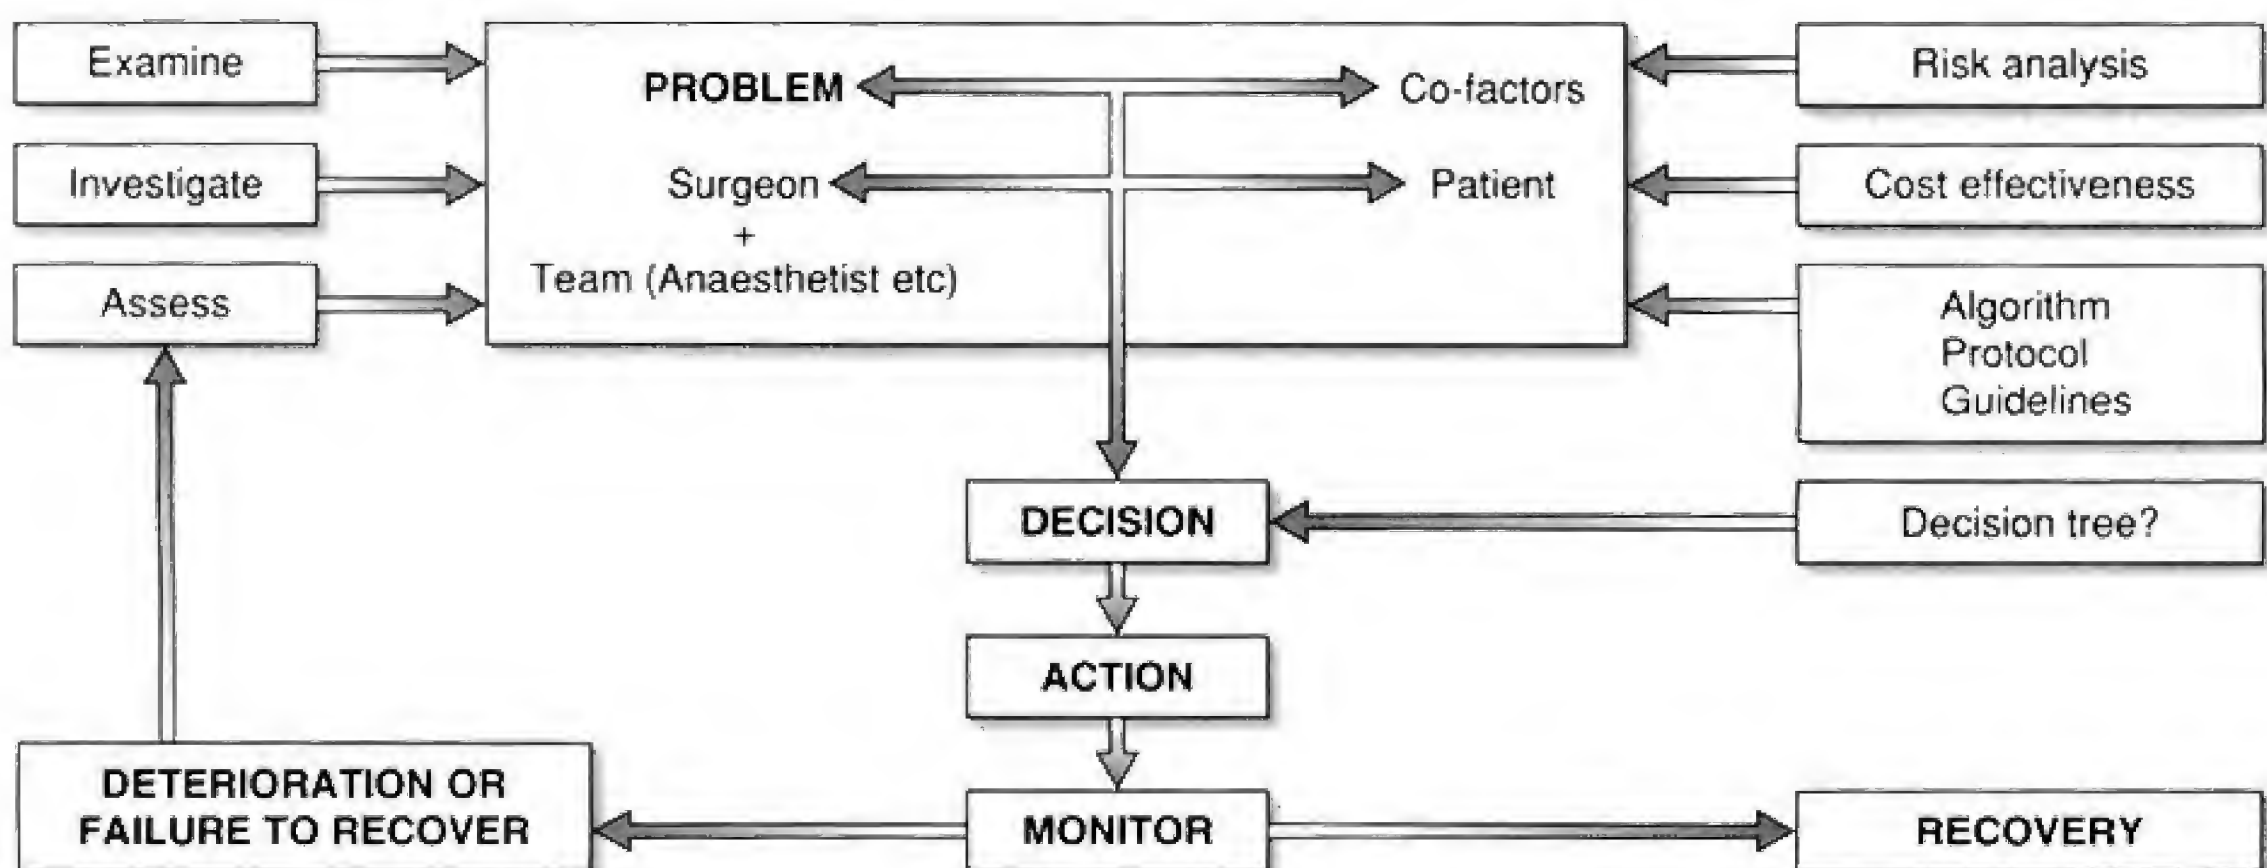 Examine
PROBLEM
Co-factors
Risk analysis
Investigate
Surgeon
Patient
Cost effectiveness
+
Team (Anaesthetist etc)
Assess
Algorithm
Protocol
Guidelines
DECISION
Decision tree?
ACTION
DETERIORATION OR
FAILURE TO RECOVER
MONITOR
RECOVERY